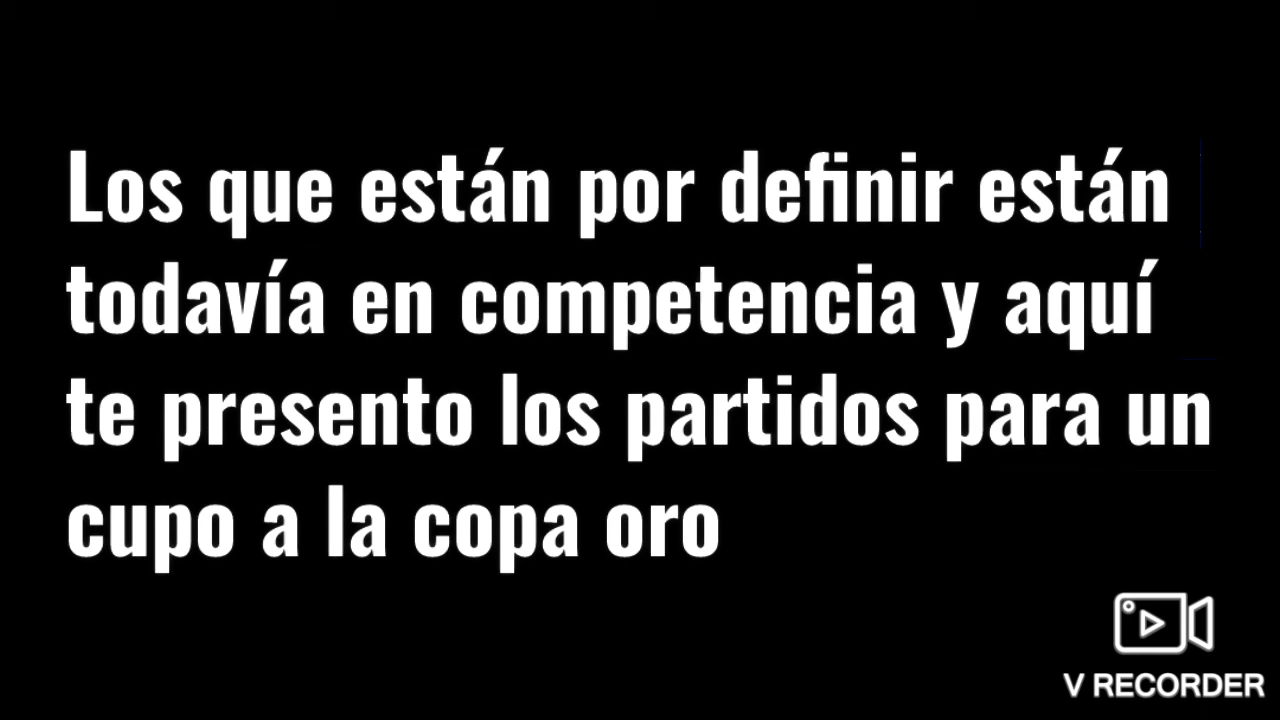 Los que están por definir están
todavía en competencia y aquí
te presento los partidos para un
cupo a la copa oro
V RECORDER